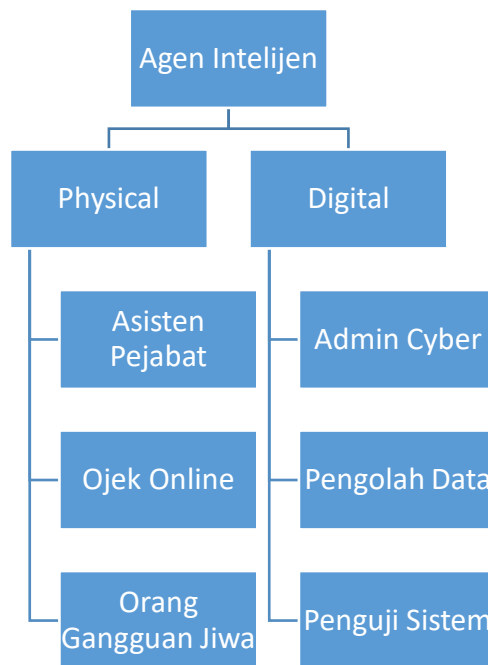 Agen Intelijen
Physical
Digital
Asisten
Pejabat
Admin Cyber
Ojek Online
Pengolah Data
Orang
Gangguan Jiwa
Penguji Sistem